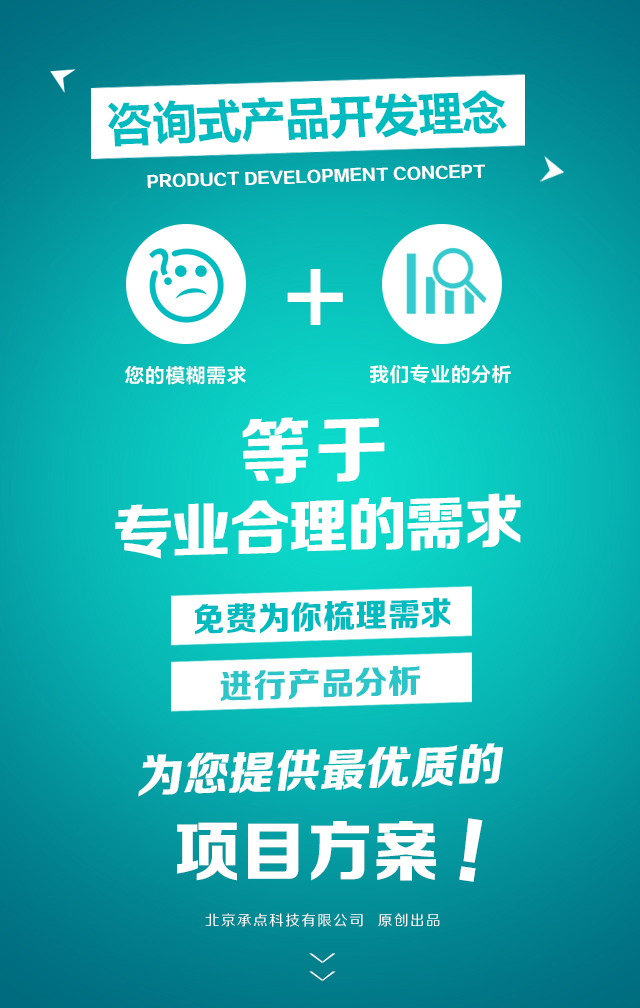 咨询式产品开发理念
PRODUCT DEVELOPMENT CONCEPT
?
+
您的模糊需求 我们专业的分析
等于
专业合理的需求
免费为你梳理需求
进行产品分析
为您提供最优质的
项目方案!
北京承点科技有限公司 原创出品